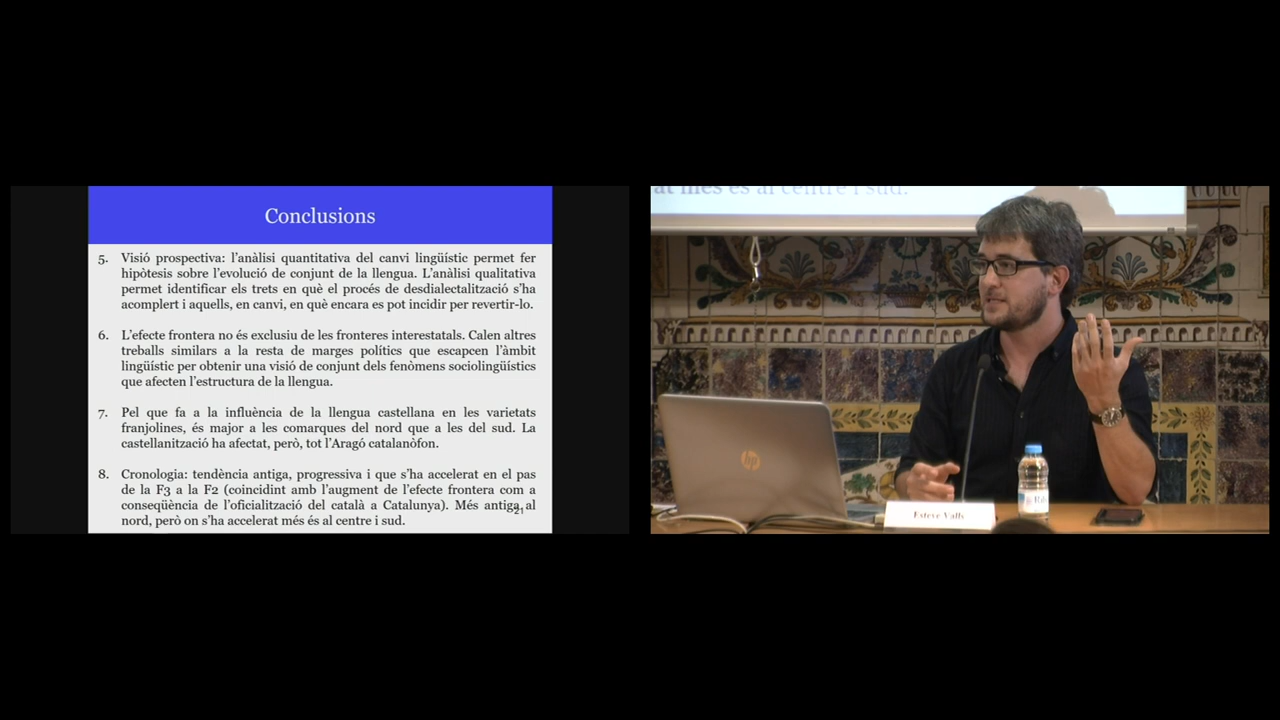 Conclusions
5. Visió prospectiva: l'anàlisi quantitativa del canvi lingüístic permet fer
hipòtesis sobre l'evolució de conjunt de la llengua. L'anàlisi qualitativa
permet identificar els trets en què el procés de desdialectalització s'ha
acomplert i aquells, en canvi, en què encara es pot incidir per revertir-lo.
6. L'efecte frontera no és exclusiu de les fronteres interestatals. Calen altres
treballs similars a la resta de marges polítics que escapcen l'àmbit
lingüístic per obtenir una visió de conjunt dels fenòmens sociolingüístics
que afecten l'estructura de la llengua.
7. Pel que fa a la influència de la llengua castellana en les varietats
franjolines, és major a les comarques del nord que a les del sud. La
castellanització ha afectat, però, tot l'Aragó catalanòfon.
8. Cronologia: tendència antiga, progressiva i que s'ha accelerat en el pas
de la F3 a la F2 (coincidint amb l'augment de l'efecte frontera com a
conseqüència de l'oficialització del català a Catalunya). Més antiga al
nord, però on s'ha accelerat més és al centre i sud.
at més és al centre i sud.
hp
Esteve Valls